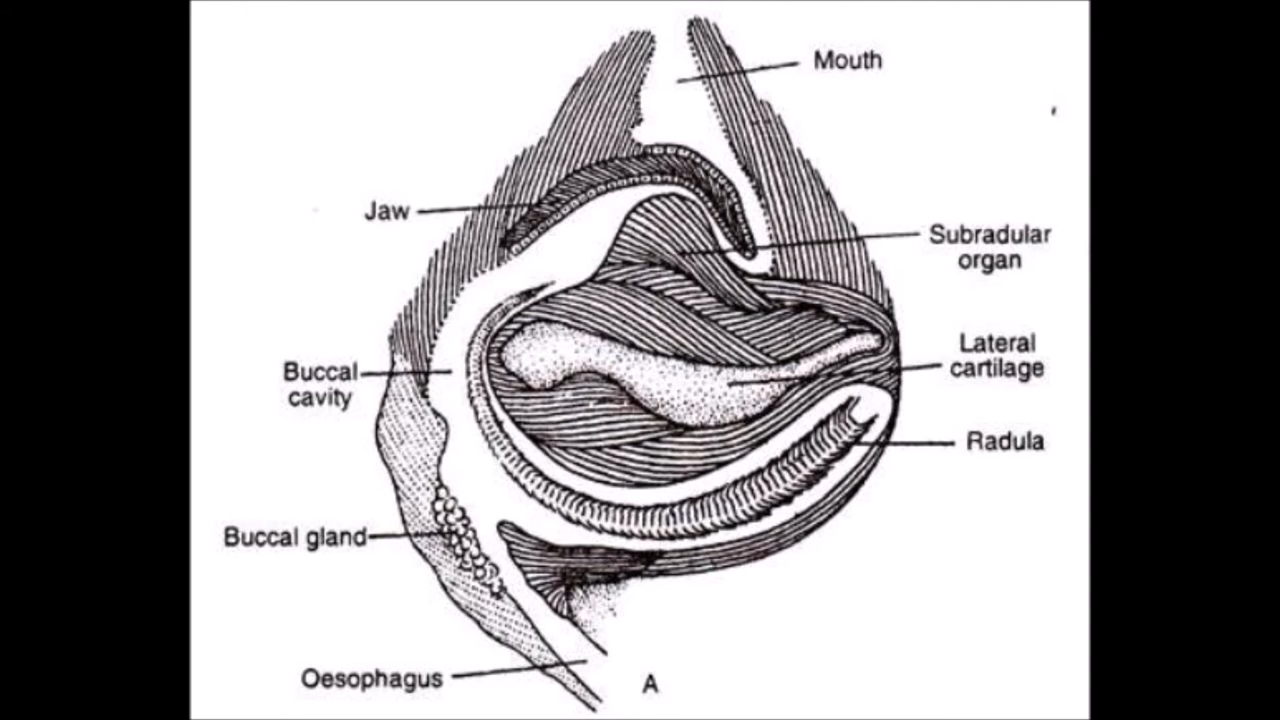 Mouth
Jaw
Subradular
organ
Lateral
cartilage
Buccal
cavity
Radula
Buccal gland
Oesophagus
A